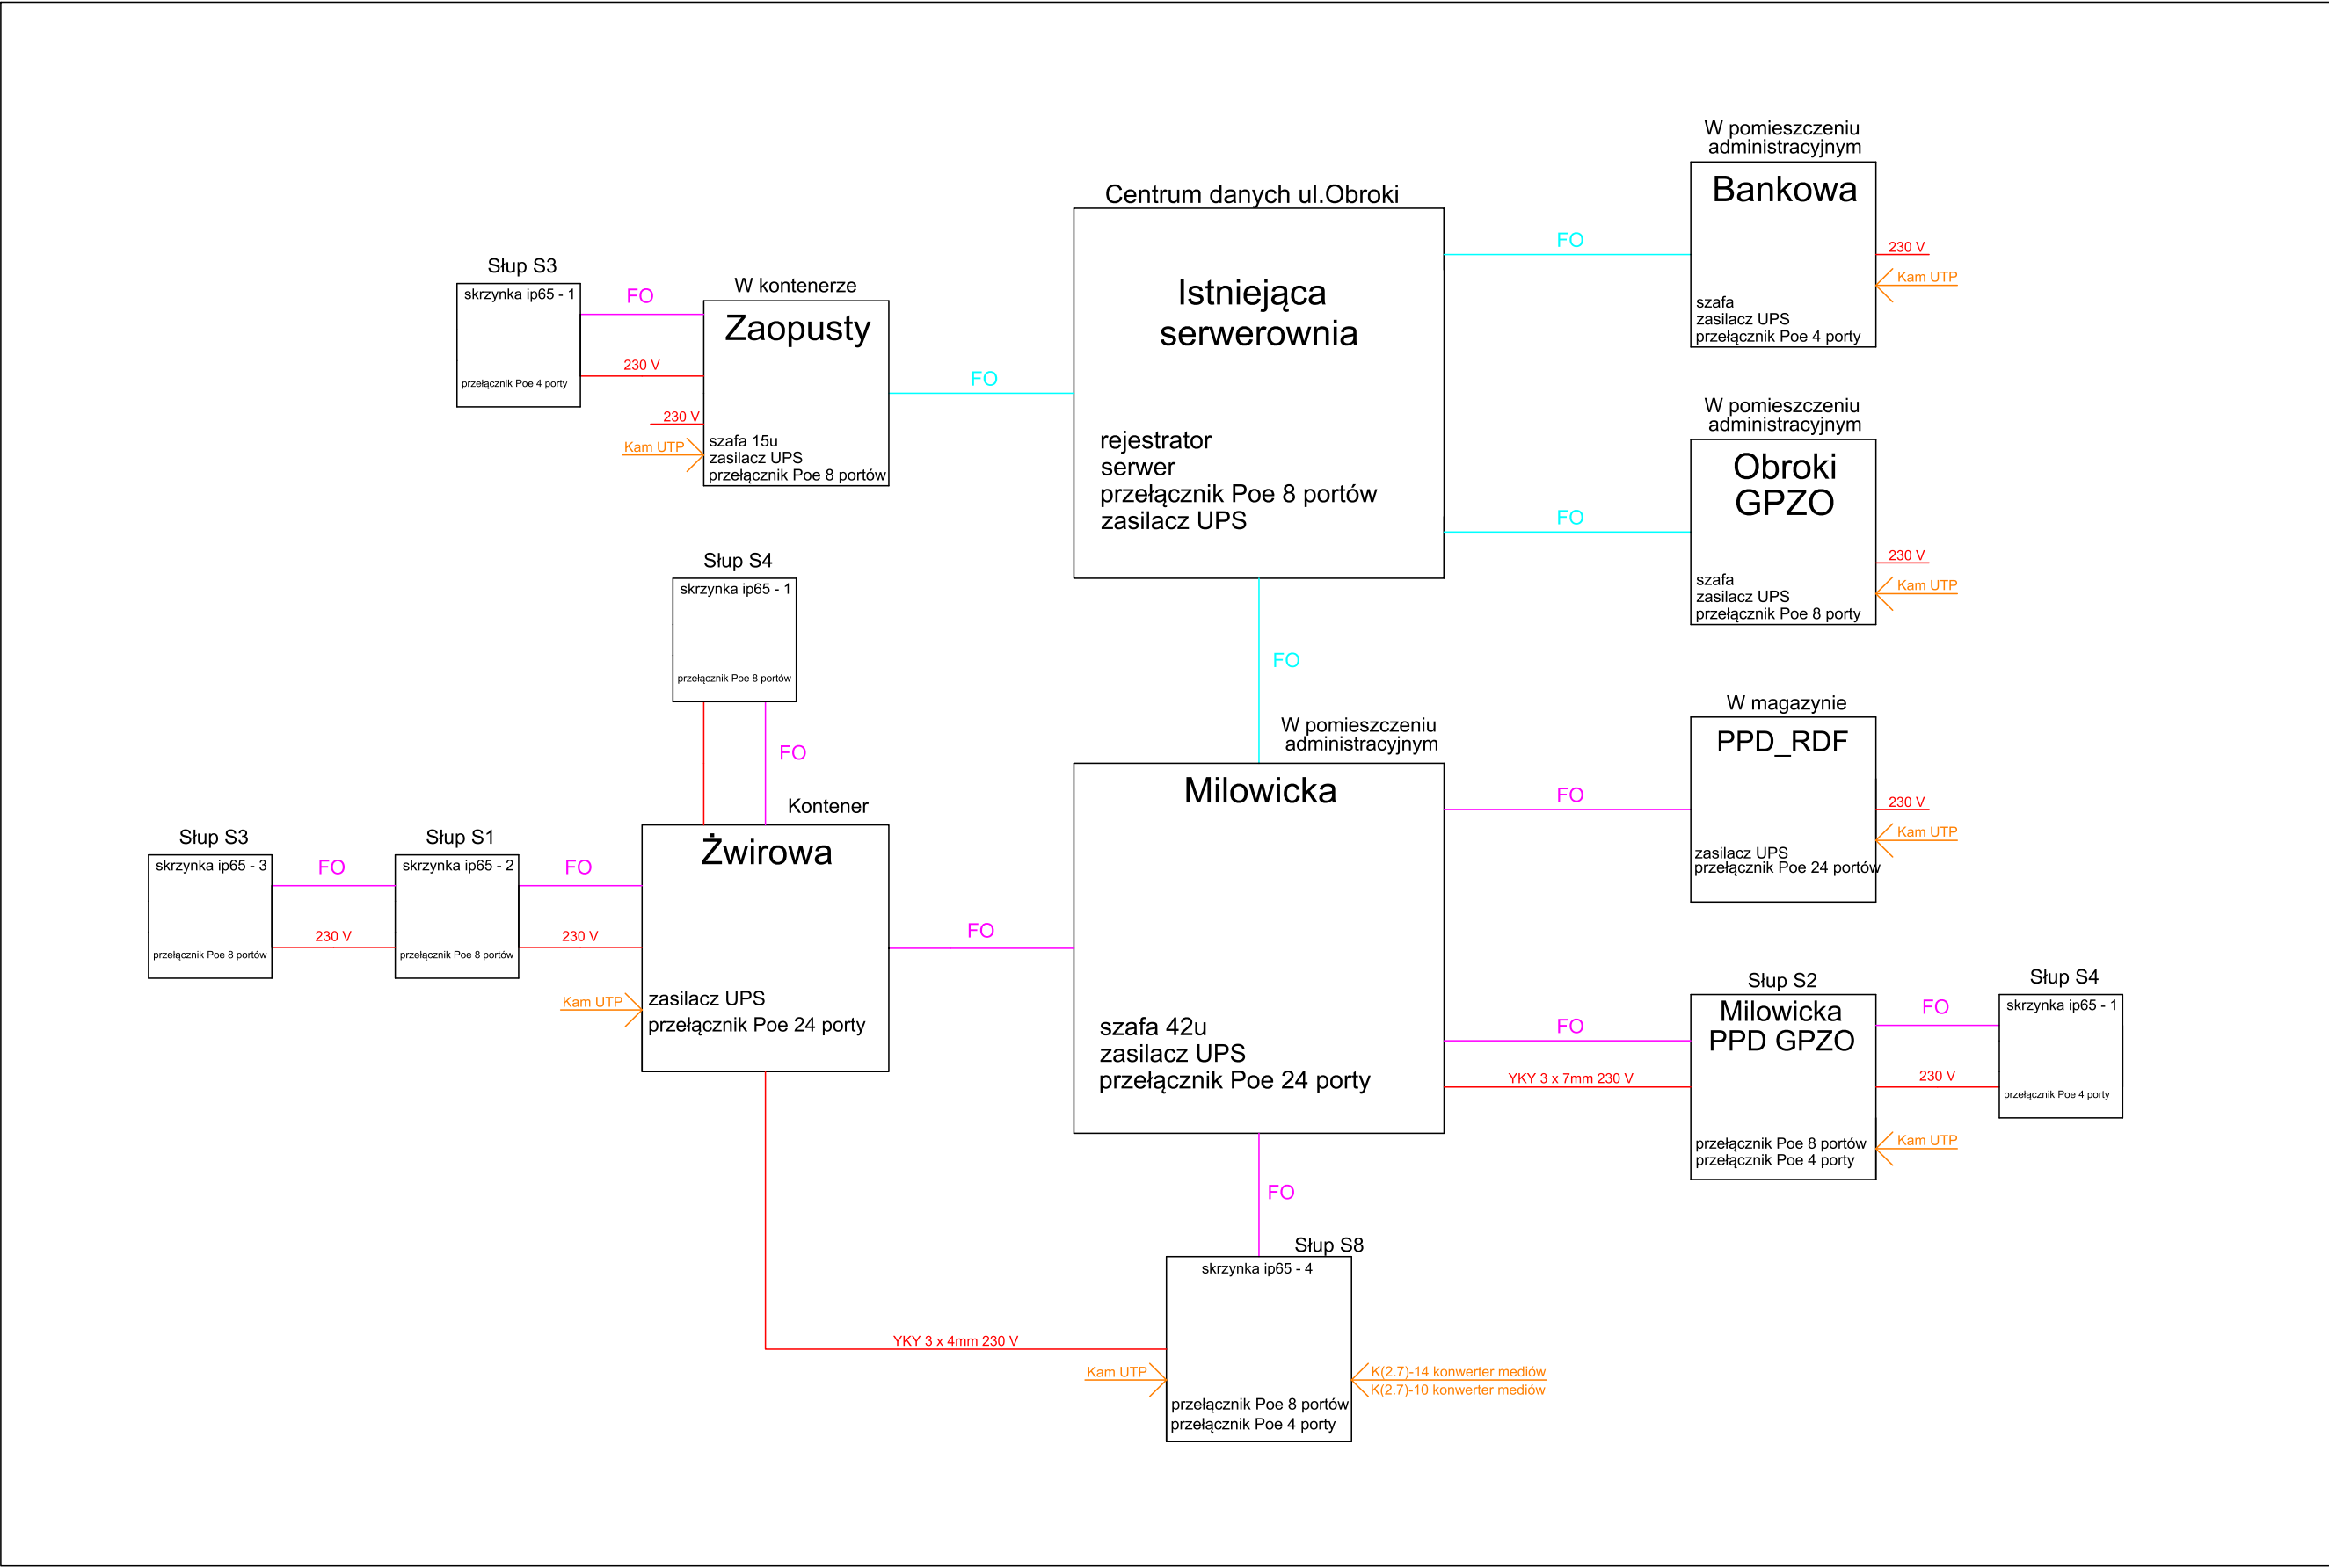 W pomieszczeniu
administracyjnym
Bankowa
230 V
Kam UTP
szafa
zasilacz UPS
przełącznik Poe 4 porty
FO
Centrum danych ul.Obroki
Istniejąca
serwerownia
rejestrator
serwer
przełącznik Poe 8 portów
zasilacz UPS
Słup S3
skrzynka ip65 - 1
przełącznik Poe 4 porty
FO
230 V
W kontenerze
Zaopusty
230 V
Kam UTP
szafa 15u
zasilacz UPS
przełącznik Poe 8 portów
FO
W pomieszczeniu
administracyjnym
Obroki
GPZO
FO
230 V
Kam UTP
szafa
zasilacz UPS
przełącznik Poe 8 porty
Słup S4
skrzynka ip65 - 1
przełącznik Poe 8 portów
FO
FO
W pomieszczeniu
administracyjnym
Milowicka
szafa 42u
zasilacz UPS
przełącznik Poe 24 porty
W magazynie
PPD_RDF
FO
230 V
Kam UTP
zasilacz UPS
przełącznik Poe 24 portów
Słup S3
skrzynka ip65 - 3
przełącznik Poe 8 portów
FO
230 V
Słup S1
skrzynka ip65 - 2
przełącznik Poe 8 portów
FO
230 V
Kontener
Żwirowa
Kam UTP
zasilacz UPS
przełącznik Poe 24 porty
FO
Słup S2
Milowicka
PPD GPZO
FO
YKY 3 x 7mm 230 V
przełącznik Poe 8 portów
przełącznik Poe 4 porty
Kam UTP
FO
230 V
Słup S4
skrzynka ip65 - 1
przełącznik Poe 4 porty
FO
Słup S8
skrzynka ip65 - 4
YKY 3 x 4mm 230 V
Kam UTP
K(2.7)-14 konwerter mediów
K(2.7)-10 konwerter mediów
przełącznik Poe 8 portów
przełącznik Poe 4 porty